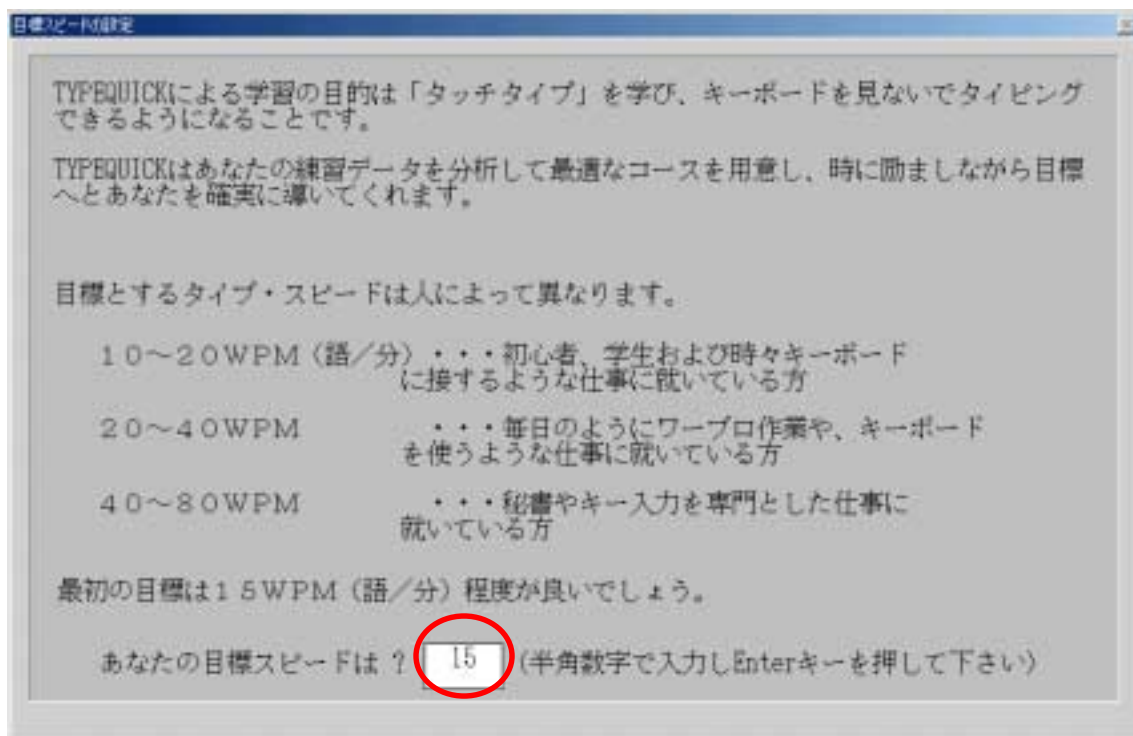 目標スピードの設定
TYPEQUICKによる学習の目的は「タッチタイプ」を学び、キーボードを見ないでタイピング
できるようになることです。
TYPEQUICKはあなたの練習データを分析して最適なコースを用意し、時に励ましながら目標
へとあなたを確実に導いてくれます。
目標とするタイプ・スピードは人によって異なります。
10～20WPM（語／分）・・・初心者、学生および時々キーボード
に接するような仕事に就いている方
20～40WPM ・・・毎日のようにワープロ作業や、キーボード
を使うような仕事に就いている方
40～80WPM ・・・秘書やキー入力を専門とした仕事に
就いている方
最初の目標は15WPM（語／分）程度が良いでしょう。
あなたの目標スピードは？ 15 （半角数字で入力しEnterキーを押して下さい）